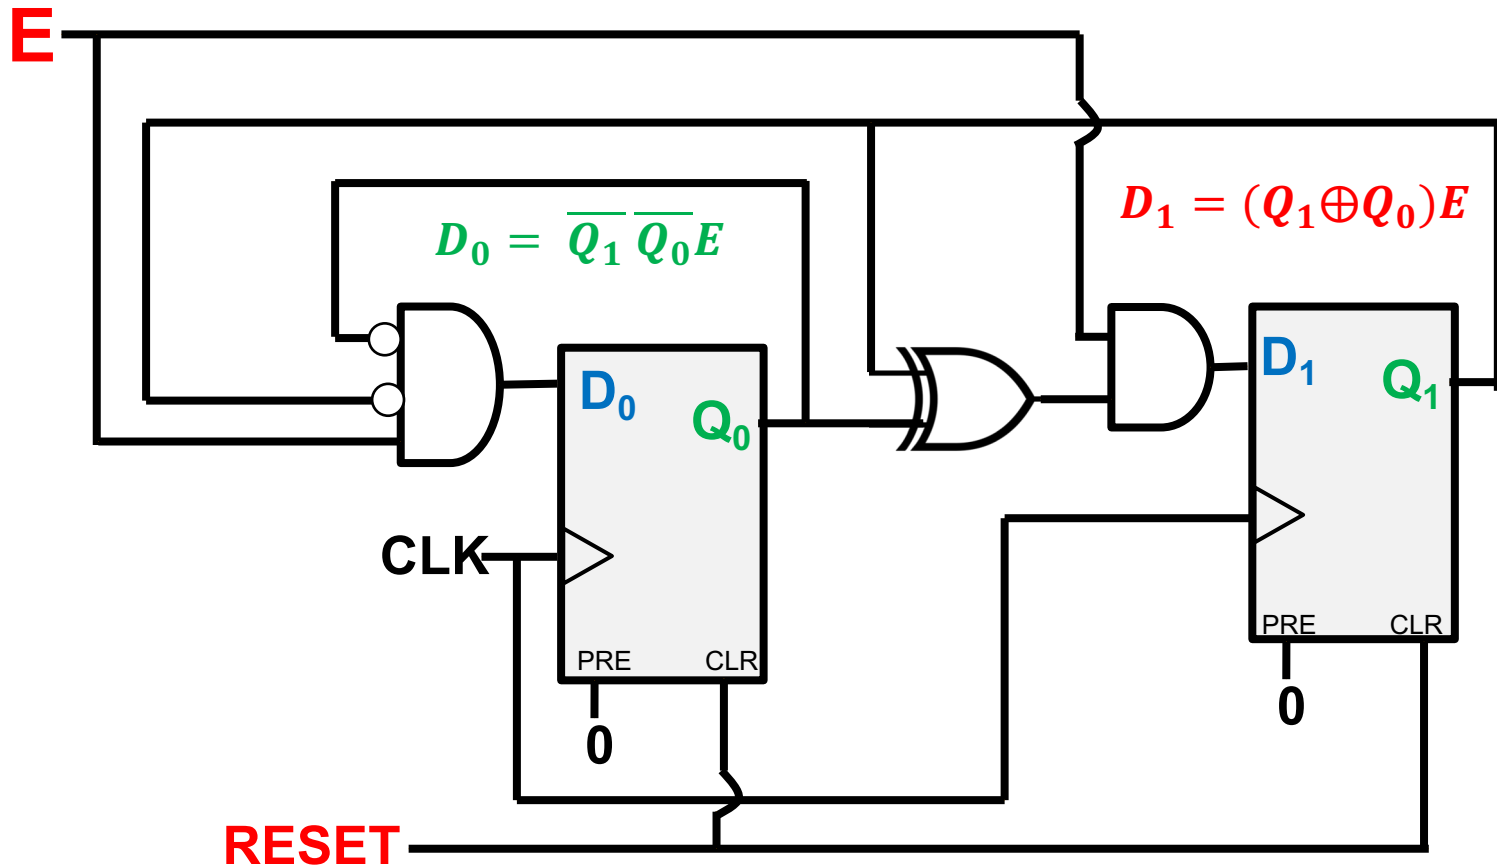 E
D₁ = (Q₁⊕Q₀)E
D₀ = Q̅₁ Q̅₀E
D₀
Q₀
D₁
Q₁
CLK
PRE CLR
0
PRE CLR
0
RESET